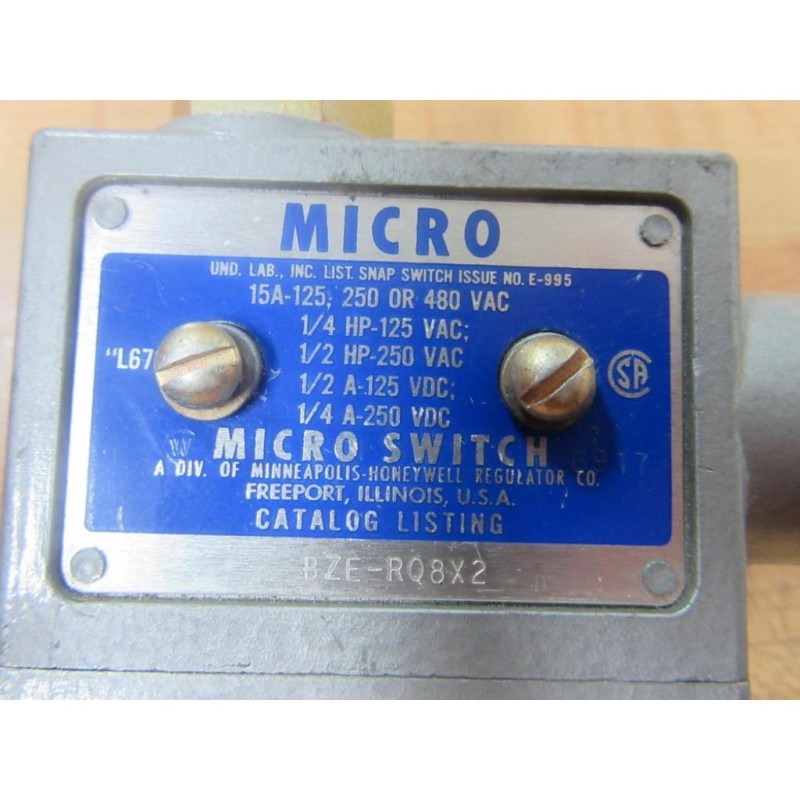 MICRO
UND. LAB., INC. LIST. SNAP SWITCH ISSUE NO. E-995
15A-125, 250 OR 480 VAC
1/4 HP-125 VAC;
"L67
1/2 HP-250 VAC
1/2 A-125 VDC;
SA
1/4 A-250 VDC
W
MICRO SWITCH
6917
A DIV. OF MINNEAPOLIS-HONEYWELL REGULATOR CO.
FREEPORT, ILLINOIS, U.S.A.
CATALOG LISTING
BZE-RQ8X2